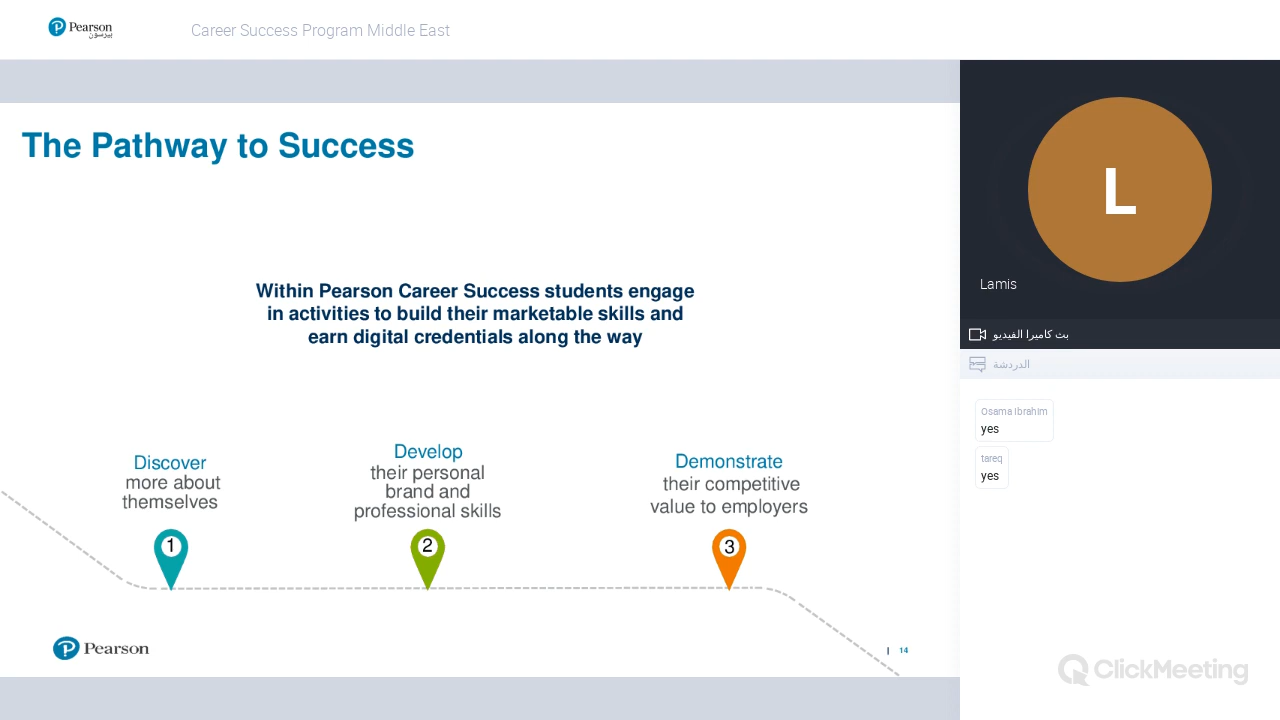 Pearson
بيرسون
Career Success Program Middle East
The Pathway to Success
Within Pearson Career Success students engage
in activities to build their marketable skills and
earn digital credentials along the way
Discover
more about
themselves
Develop
their personal
brand and
professional skills
Demonstrate
their competitive
value to employers
1
2
3
Pearson
| 14
L
Lamis
بث كاميرا الفيديو
الدردشة
Osama Ibrahim
yes
tareq
yes
ClickMeeting